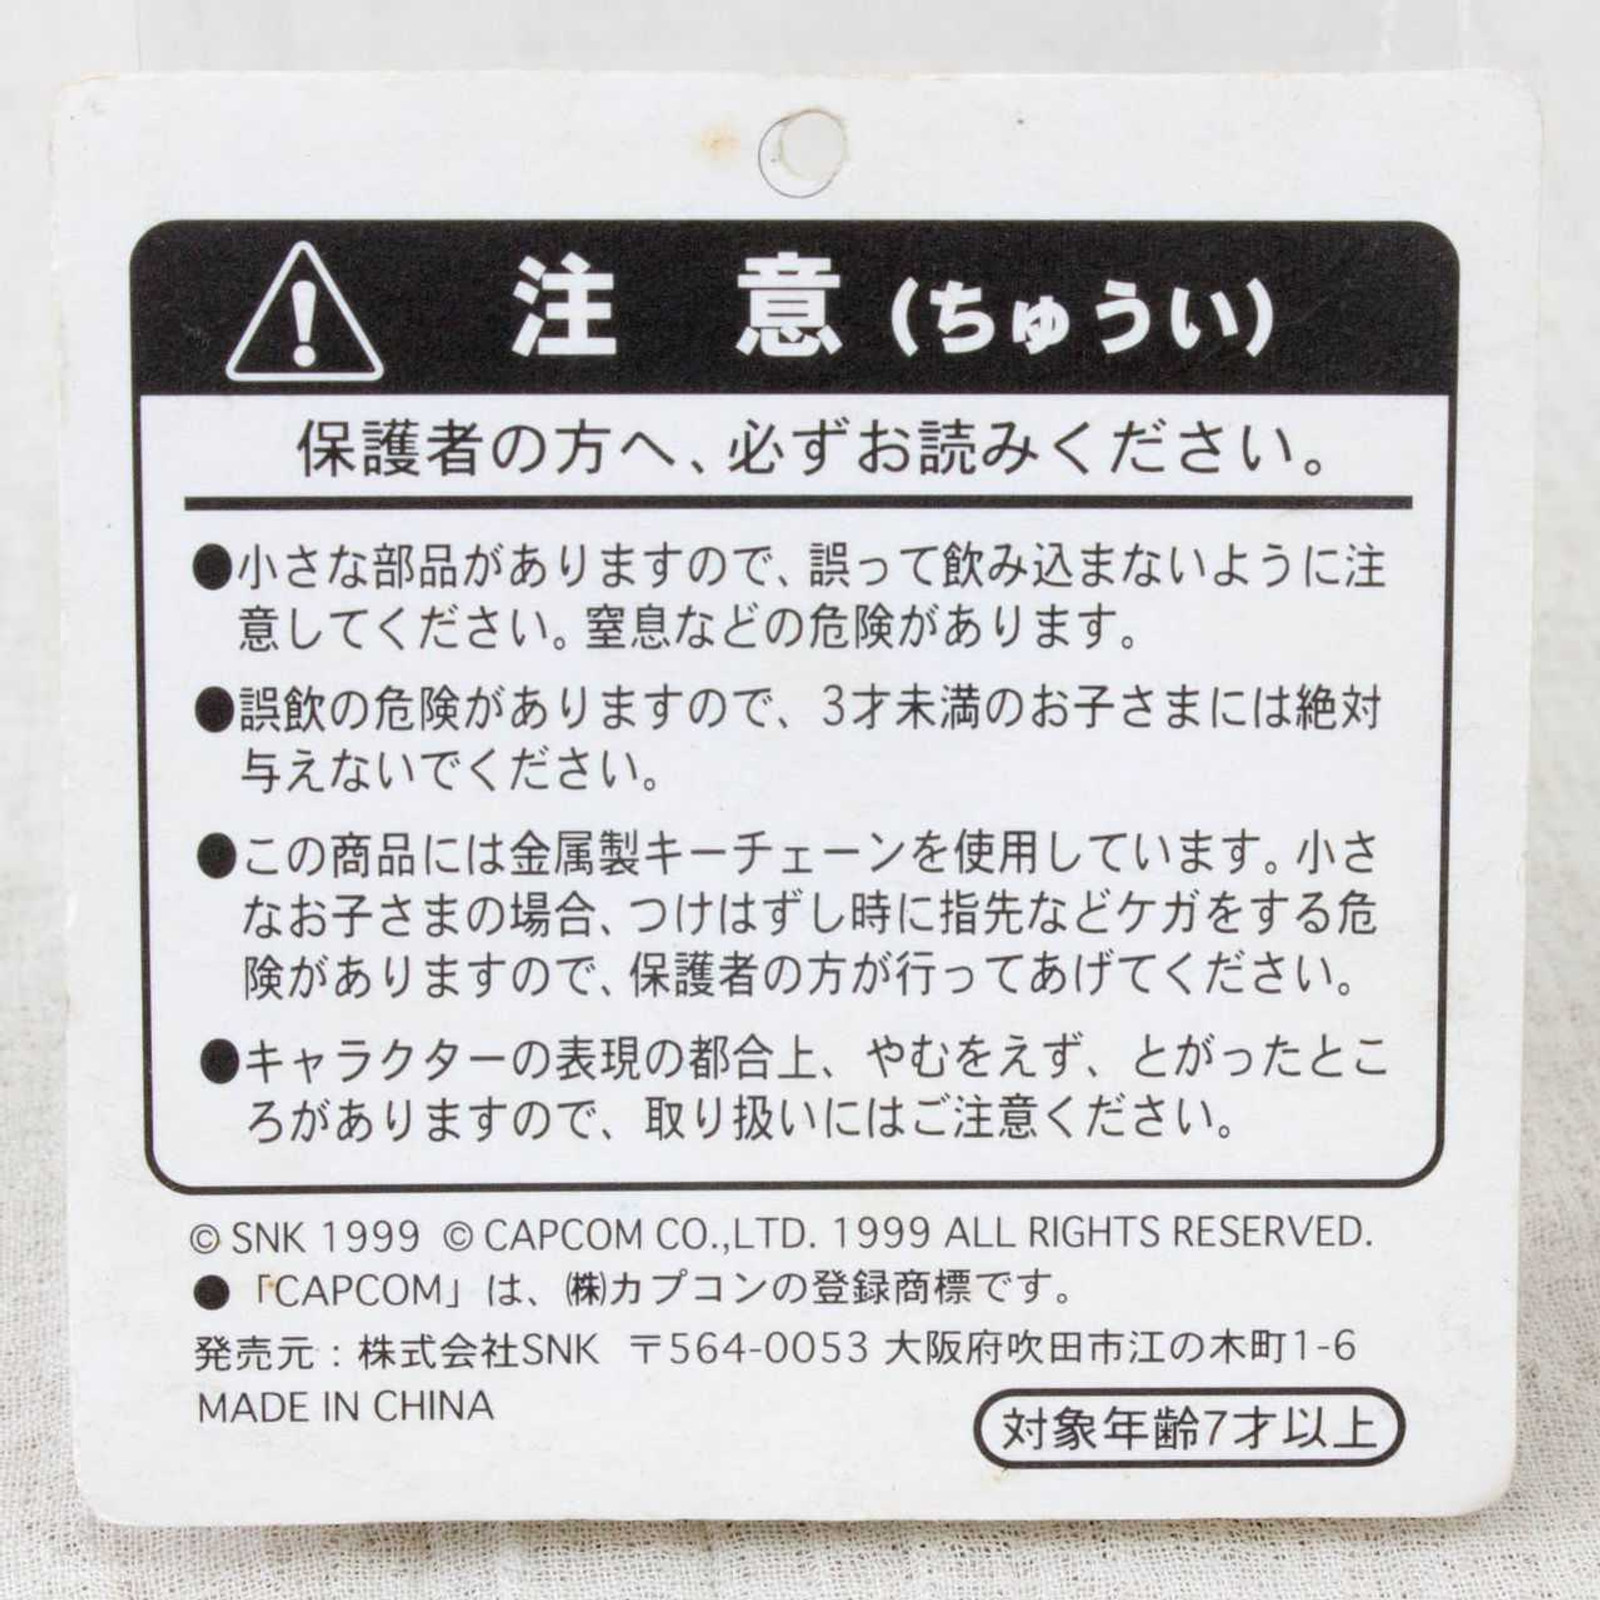 注意(ちゅうい)
保護者の方へ、必ずお読みください。
●小さな部品がありますので、誤って飲み込まないように注
意してください。窒息などの危険があります。
●誤飲の危険がありますので、3才未満のお子さまには絶対
与えないでください。
●この商品には金属製キーチェーンを使用しています。小さ
なお子さまの場合、つけはずし時に指先などケガをする危
険がありますので、保護者の方が行ってあげてください。
●キャラクターの表現の都合上、やむをえず、とがったとこ
ろがありますので、取り扱いにはご注意ください。
© SNK 1999 © CAPCOM CO.,LTD. 1999 ALL RIGHTS RESERVED.
●「CAPCOM」は、㈱カプコンの登録商標です。
発売元:株式会社SNK 〒564-0053 大阪府吹田市江の木町1-6
MADE IN CHINA
対象年齢7才以上